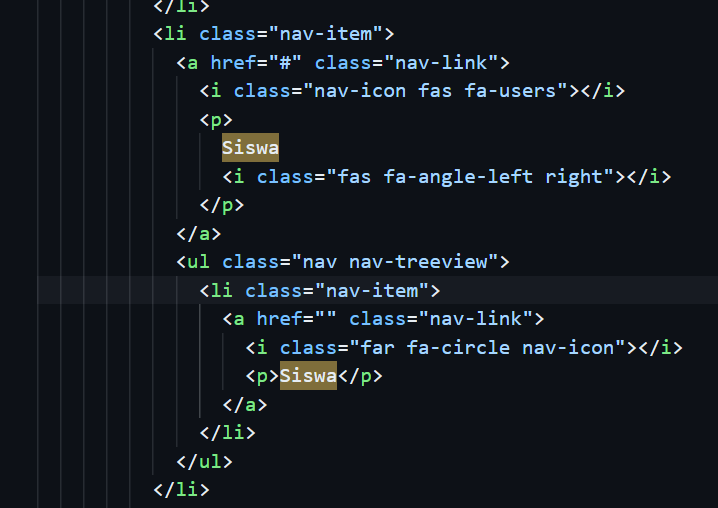 </li>
<li class="nav-item">
<a href="#" class="nav-link">
<i class="nav-icon fas fa-users"></i>
<p>
Siswa
<i class="fas fa-angle-left right"></i>
</p>
</a>
<ul class="nav nav-treeview">
<li class="nav-item">
<a href="" class="nav-link">
<i class="far fa-circle nav-icon"></i>
<p>Siswa</p>
</a>
</li>
</ul>
</li>